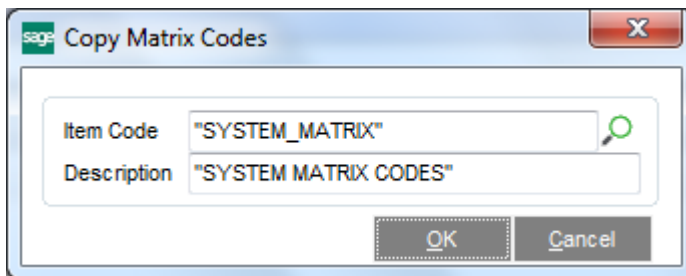 sage Copy Matrix Codes X
Item Code "SYSTEM_MATRIX"
Description "SYSTEM MATRIX CODES"
OK Cancel